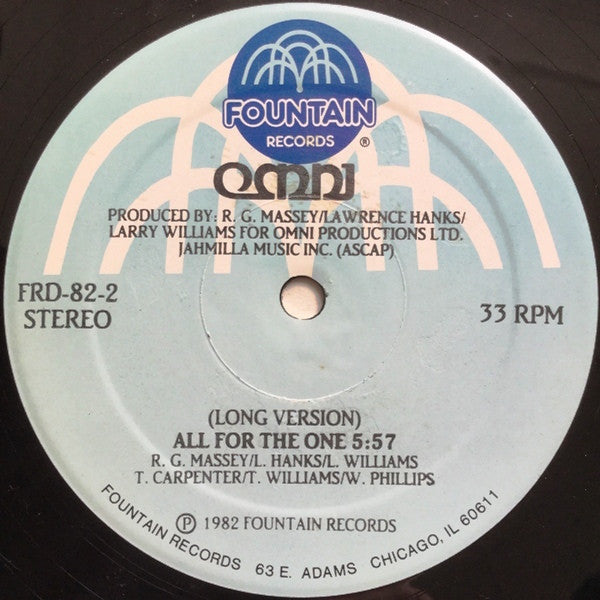 FOUNTAIN
RECORDS ®
omni
PRODUCED BY: R. G. MASSEY/LAWRENCE HANKS/
LARRY WILLIAMS FOR OMNI PRODUCTIONS LTD.
JAHMILLA MUSIC INC. (ASCAP)
FRD-82-2
STEREO
33 RPM
(LONG VERSION)
ALL FOR THE ONE 5:57
R. G. MASSEY/L. HANKS/L. WILLIAMS
T. CARPENTER/T. WILLIAMS/W. PHILLIPS
℗ 1982 FOUNTAIN RECORDS
FOUNTAIN RECORDS 63 E. ADAMS CHICAGO, IL 60611